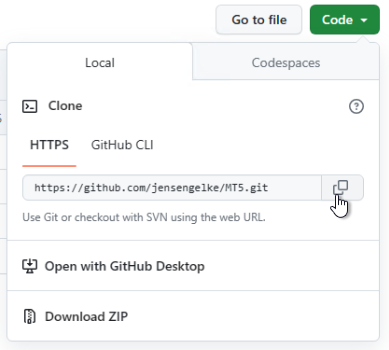 Go to file
Code
Local
Codespaces
Clone
HTTPS
GitHub CLI
https://github.com/jensengelke/MT5.git
Use Git or checkout with SVN using the web URL.
Open with GitHub Desktop
Download ZIP